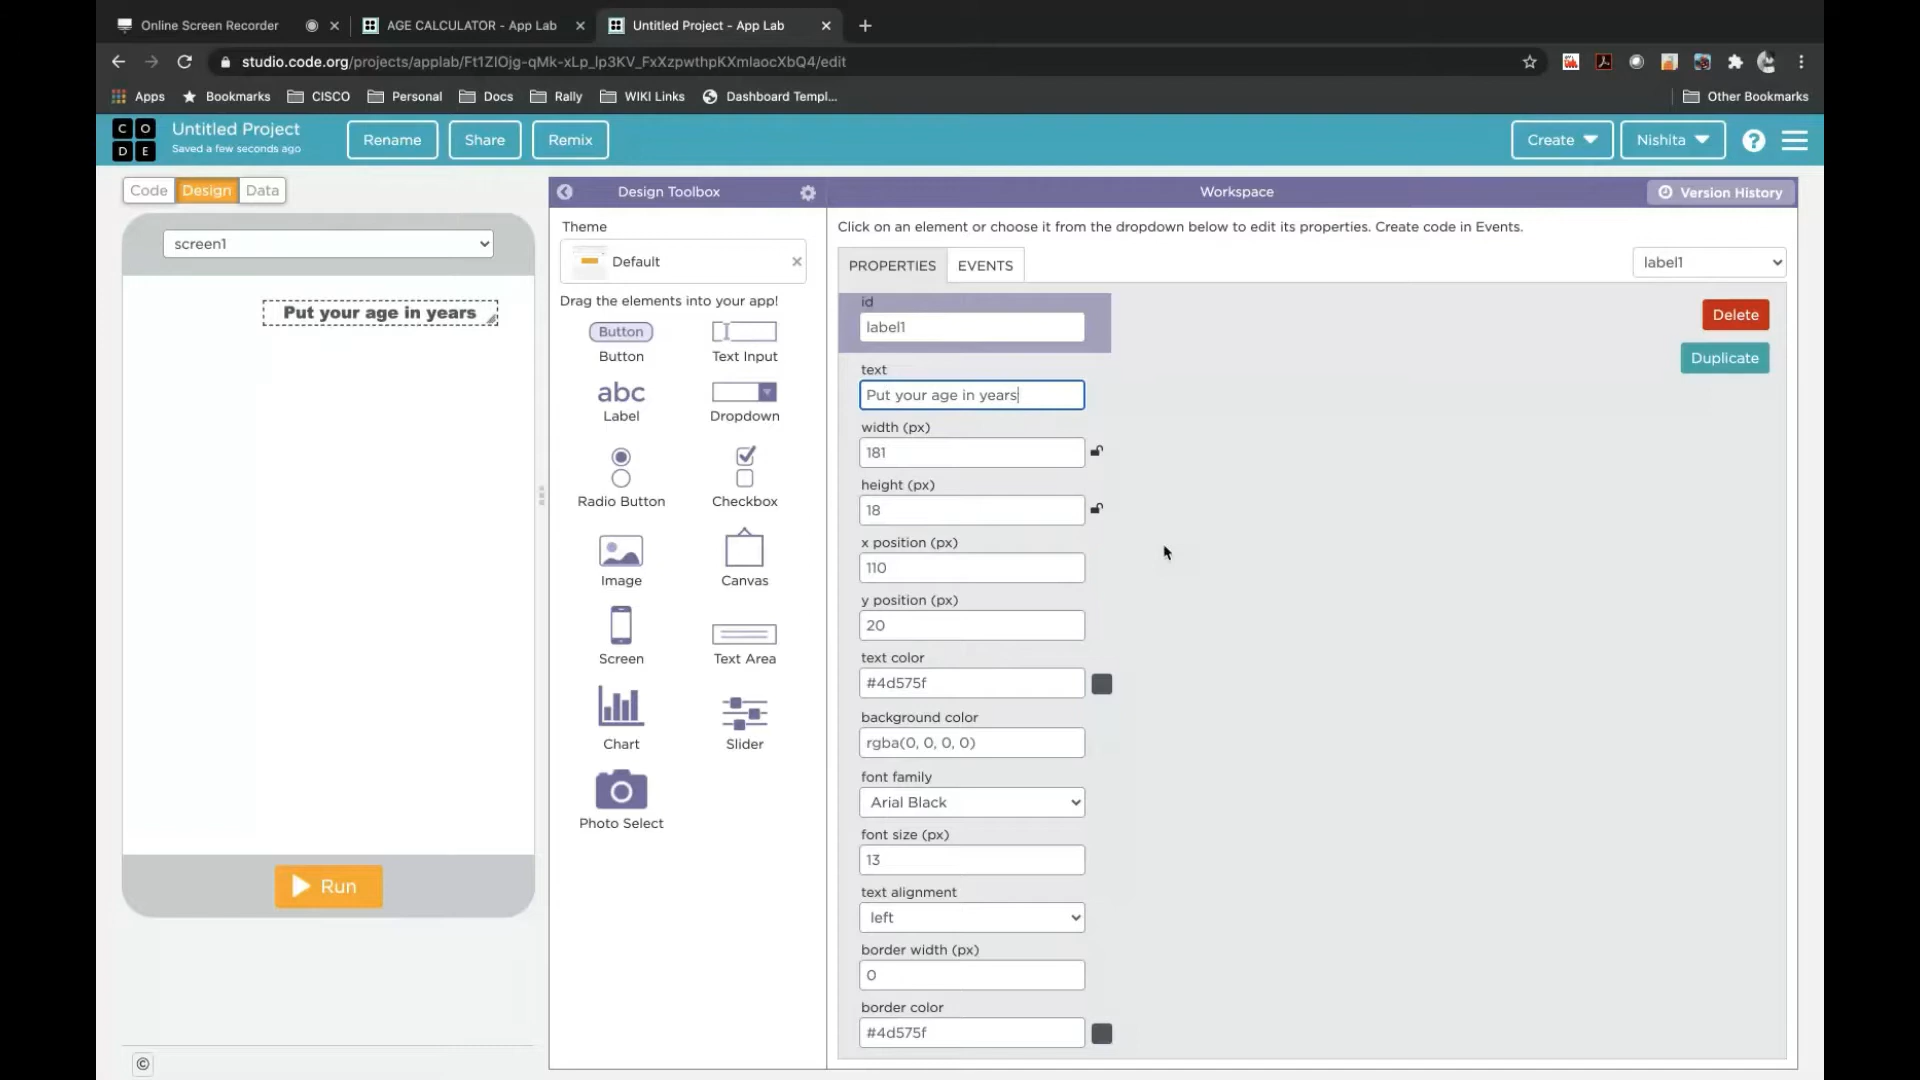 Online Screen Recorder
AGE CALCULATOR - App Lab
Untitled Project - App Lab
studio.code.org/projects/applab/Ft1ZIOjg-qMk-xLp_lp3KV_FxXzpwthpKXmlaocXbQ4/edit
Apps
Bookmarks
CISCO
Personal
Docs
Rally
WIKI Links
Dashboard Templ...
Other Bookmarks
C O
D E
Untitled Project
Saved a few seconds ago
Rename
Share
Remix
Create
Nishita
?
Code
Design
Data
Design Toolbox
Workspace
Version History
screen1
Put your age in years
Run
©
Theme
Default
Drag the elements into your app!
Button
Button
Text Input
abc
Label
Dropdown
Radio Button
Checkbox
Image
Canvas
Screen
Text Area
Chart
Slider
Photo Select
Click on an element or choose it from the dropdown below to edit its properties. Create code in Events.
PROPERTIES
EVENTS
label1
Delete
Duplicate
id
label1
text
Put your age in years
width (px)
181
height (px)
18
x position (px)
110
y position (px)
20
text color
#4d575f
background color
rgba(0, 0, 0, 0)
font family
Arial Black
font size (px)
13
text alignment
left
border width (px)
0
border color
#4d575f